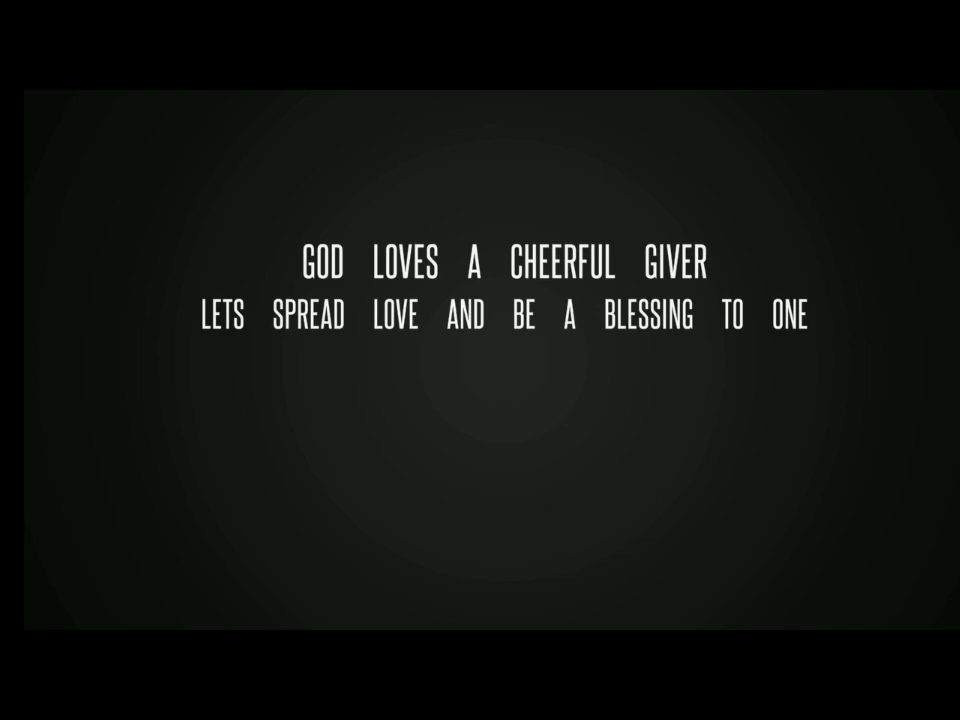 GOD LOVES A CHEERFUL GIVER
LETS SPREAD LOVE AND BE A BLESSING TO ONE